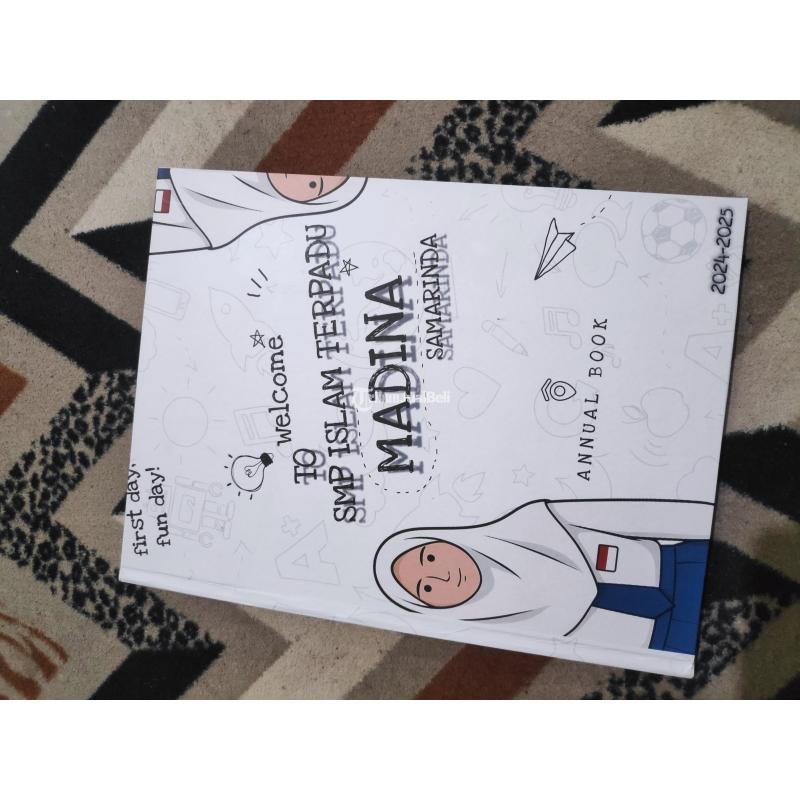 first day,
fun day!
welcome
TO
SMP ISLAM TERPADU
MADINA
SAMARINDA
ANNUAL BOOK
2024-2025